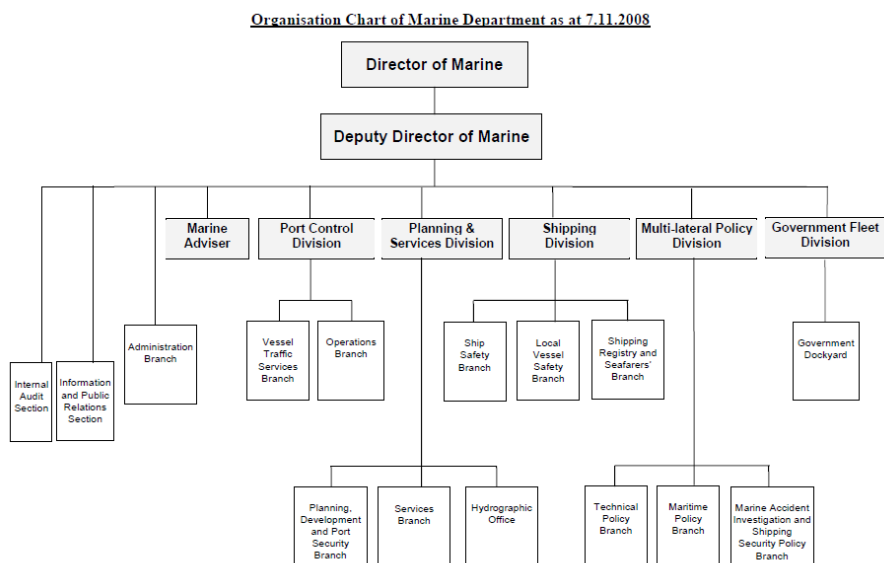 Organisation Chart of Marine Department as at 7.11.2008
Director of Marine
Deputy Director of Marine
Marine
Adviser
Port Control
Division
Planning &
Services Division
Shipping
Division
Multi-lateral Policy
Division
Government Fleet
Division
Internal
Audit
Section
Information
and Public
Relations
Section
Administration
Branch
Vessel
Traffic
Services
Branch
Operations
Branch
Ship
Safety
Branch
Local
Vessel
Safety
Branch
Shipping
Registry and
Seafarers'
Branch
Government
Dockyard
Planning,
Development
and Port
Security
Branch
Services
Branch
Hydrographic
Office
Technical
Policy
Branch
Maritime
Policy
Branch
Marine Accident
Investigation and
Shipping
Security Policy
Branch